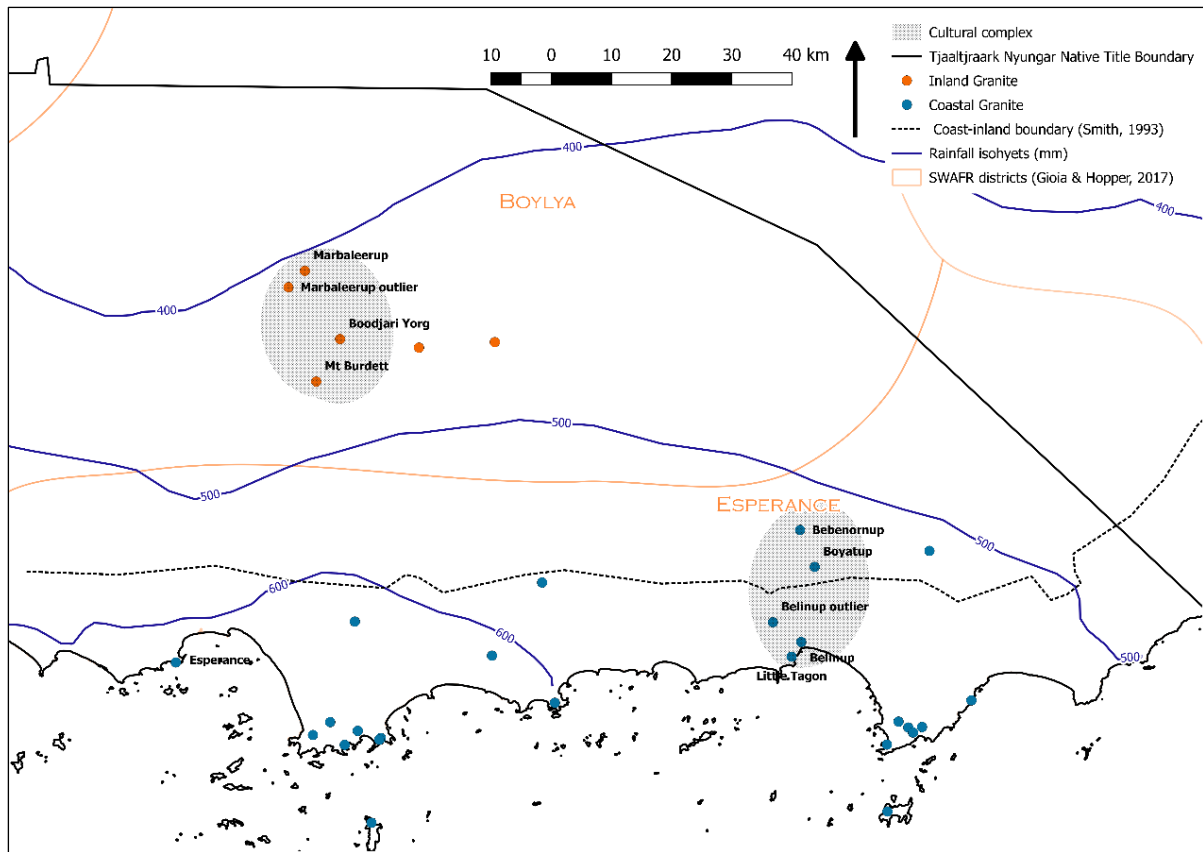 10 0 10 20 30 40 km
Cultural complex
Tjaaltjraark Nyungar Native Title Boundary
Inland Granite
Coastal Granite
Coast-inland boundary (Smith, 1993)
Rainfall isohyets (mm)
SWAFR districts (Gioia & Hopper, 2017)
400
400
BOYLYA
Marbaleerup
Marbaleerup outlier
400
Boodjari Yorg
Mt Burdett
500
500
ESPERANCE
Bebenornup
500
Boyatup
600
Belinup outlier
600
Esperance
Belinup
500
Little Tagon